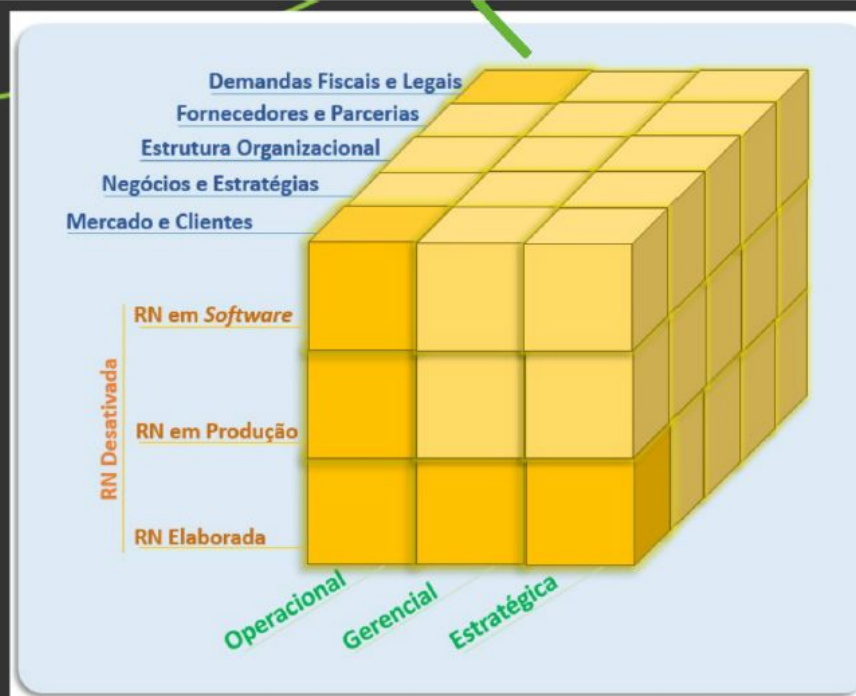 Demandas Fiscais e Legais
Fornecedores e Parcerias
Estrutura Organizacional
Negócios e Estratégias
Mercado e Clientes
RN Desativada
RN em Software
RN em Produção
RN Elaborada
Operacional
Gerencial
Estratégica